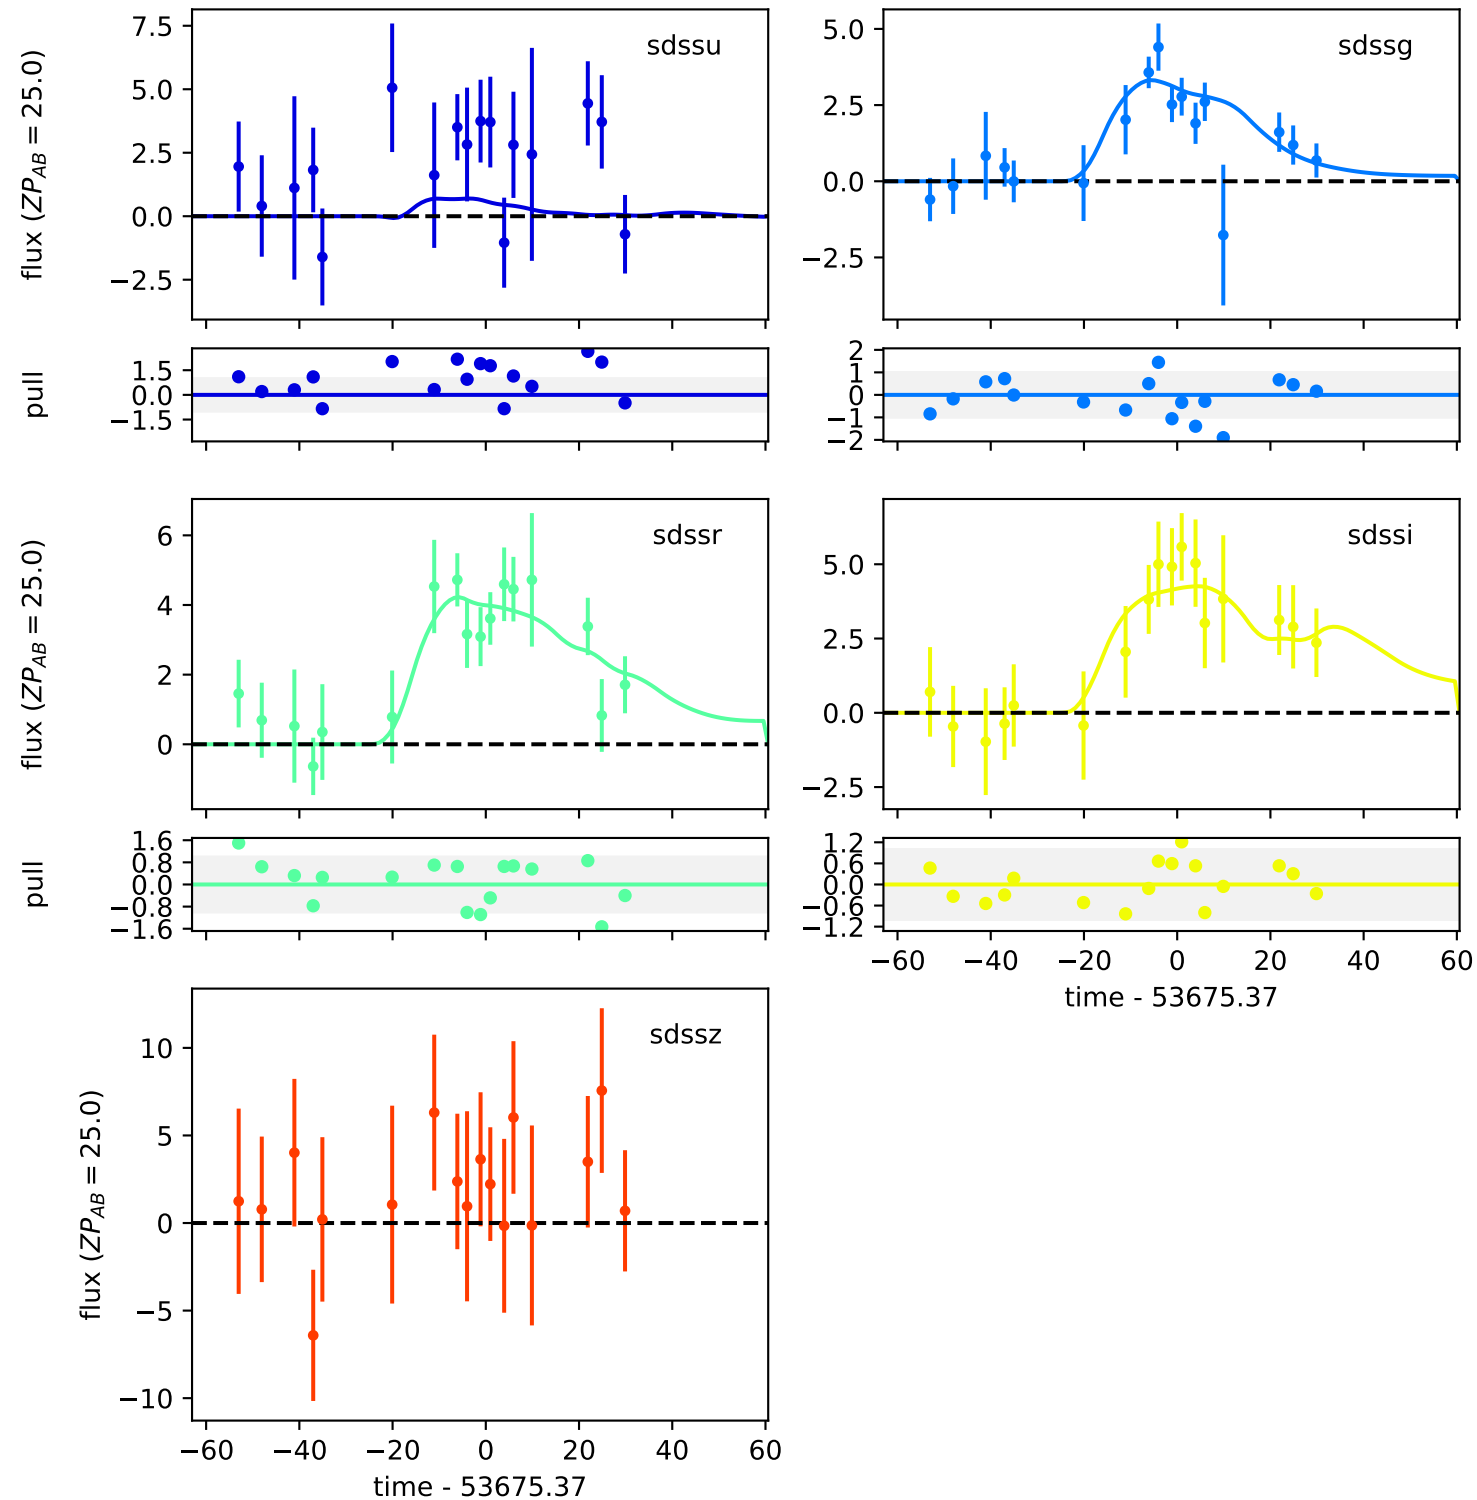 sdssu
flux (ZP_AB = 25.0)
7.5
5.0
2.5
0.0
−2.5
sdssg
5.0
2.5
0.0
−2.5
pull
1.5
0.0
−1.5
2
1
0
−1
−2
sdssr
flux (ZP_AB = 25.0)
6
4
2
0
sdssi
5.0
2.5
0.0
−2.5
pull
1.6
0.8
0.0
−0.8
−1.6
1.2
0.6
0.0
−0.6
−1.2
−60 −40 −20 0 20 40 60
time - 53675.37
sdssz
flux (ZP_AB = 25.0)
10
5
0
−5
−10
−60 −40 −20 0 20 40 60
time - 53675.37